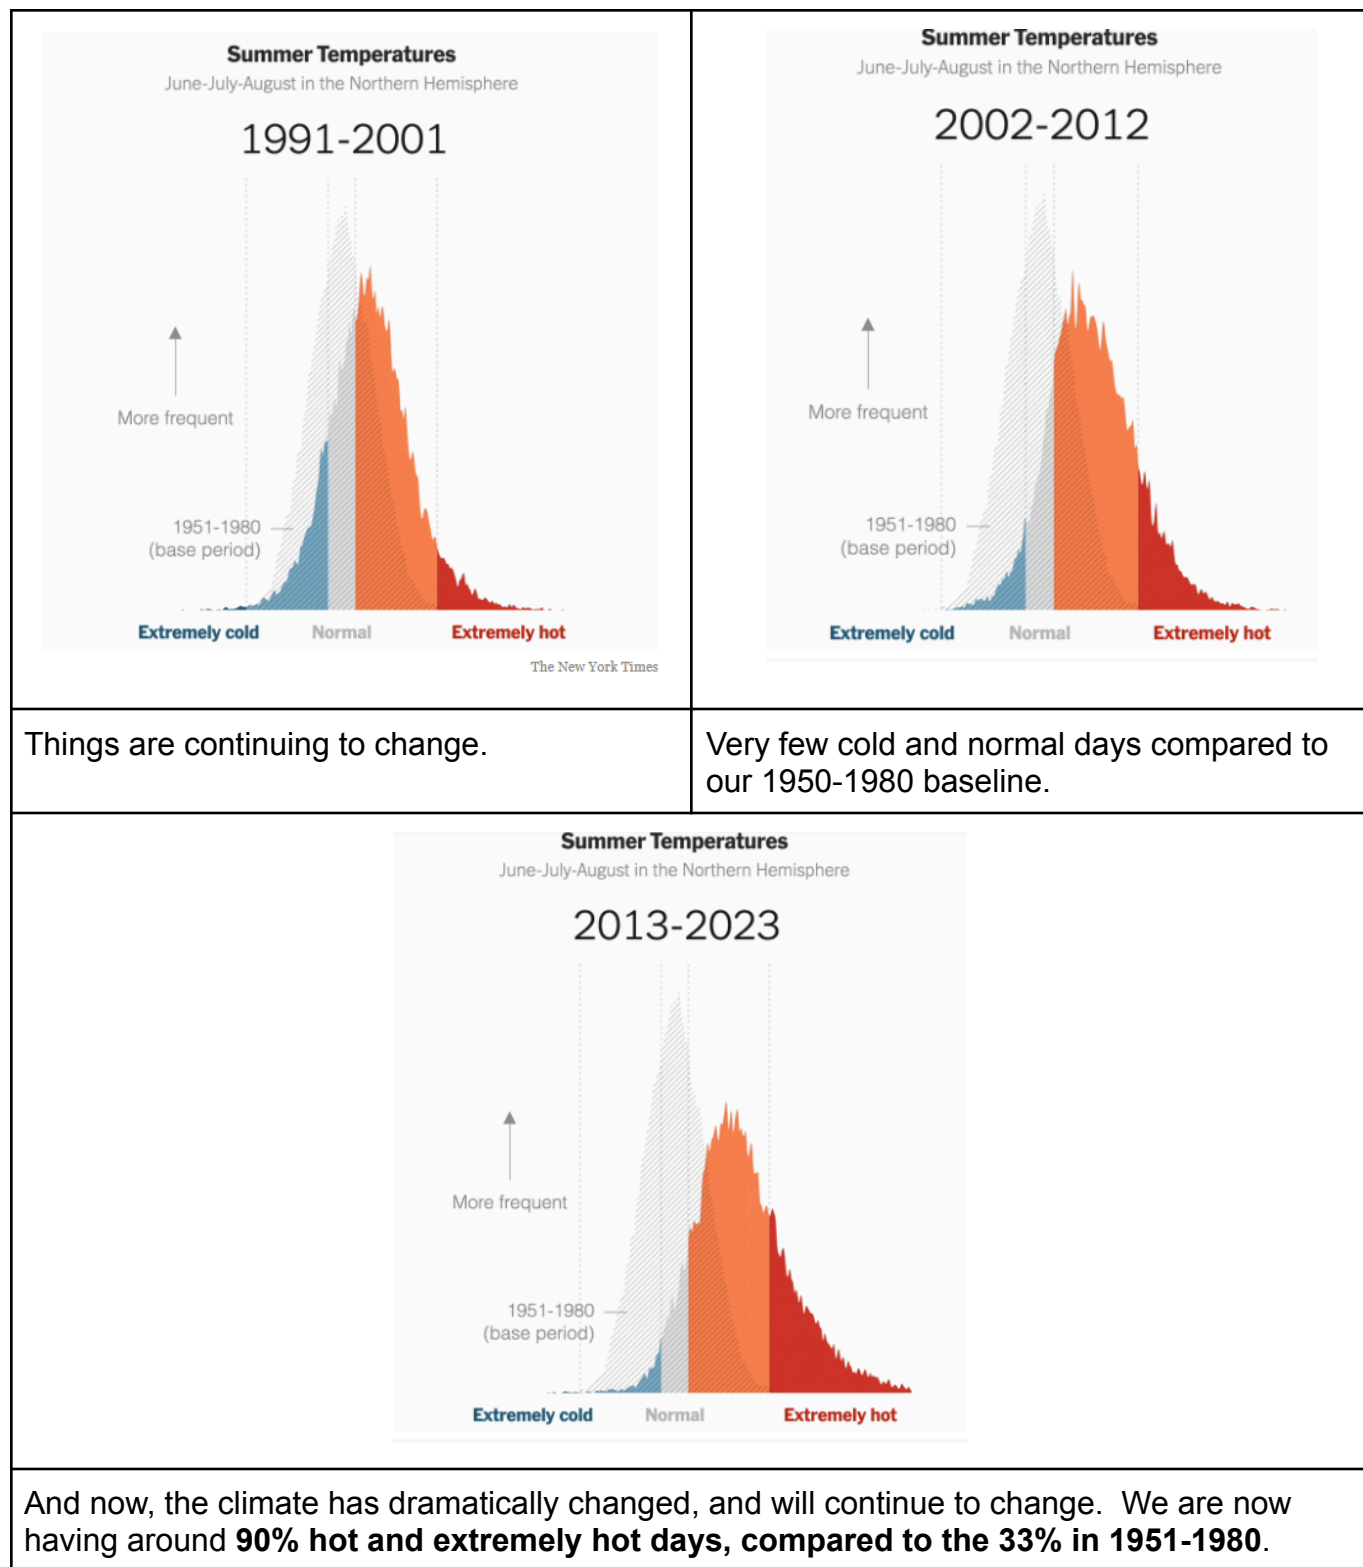 Summer Temperatures
June-July-August in the Northern Hemisphere
1991-2001
More frequent
1951-1980
(base period)
Extremely cold
Normal
Extremely hot
The New York Times
Summer Temperatures
June-July-August in the Northern Hemisphere
2002-2012
More frequent
1951-1980
(base period)
Extremely cold
Normal
Extremely hot
Things are continuing to change.
Very few cold and normal days compared to
our 1950-1980 baseline.
Summer Temperatures
June-July-August in the Northern Hemisphere
2013-2023
More frequent
1951-1980
(base period)
Extremely cold
Normal
Extremely hot
And now, the climate has dramatically changed, and will continue to change.  We are now
having around 90% hot and extremely hot days, compared to the 33% in 1951-1980.